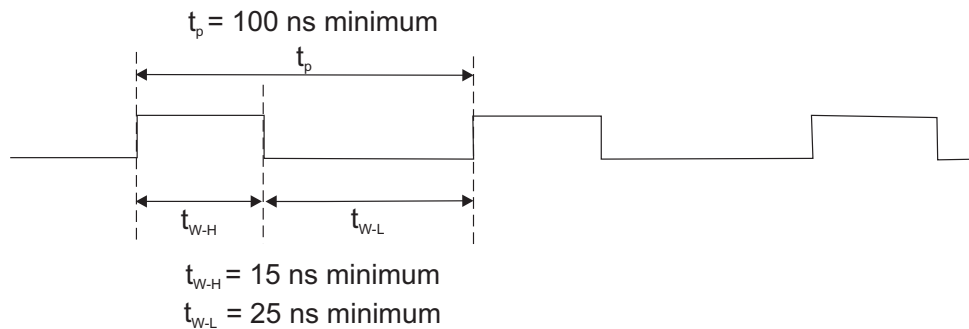 tp = 100 ns minimum
tp
tW-H
tW-L
tW-H = 15 ns minimum
tW-L = 25 ns minimum